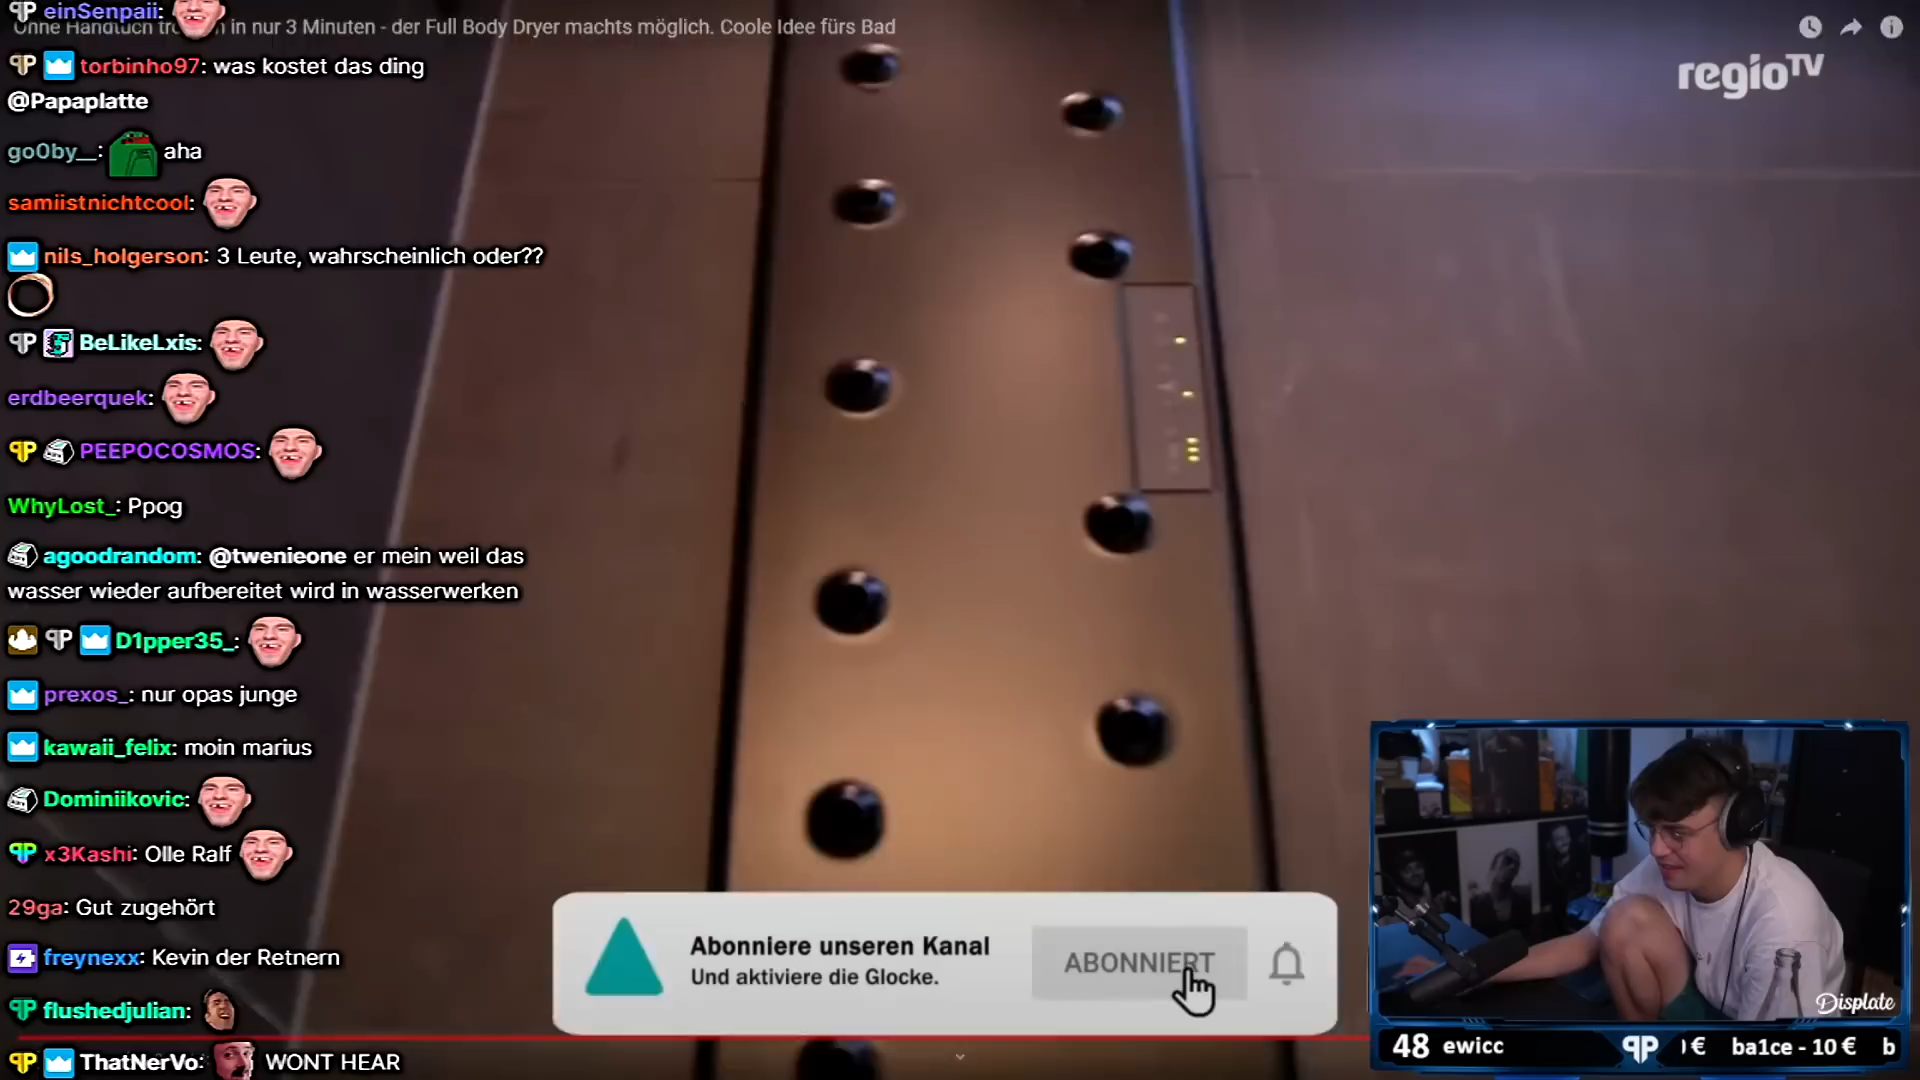 einSenpaii:
Ohne Handtuch in nur 3 Minuten - der Full Body Dryer machts möglich. Coole Idee fürs Bad
regioTV
torbinho97: was kostet das ding
@Papaplatte
go0by__: aha
samiistnichtcool:
nils_holgerson: 3 Leute, wahrscheinlich oder??
BeLikeLxis:
erdbeerquek:
PEEPOCOSMOS:
WhyLost_: Ppog
agoodrandom: @twenieone er mein weil das
wasser wieder aufbereitet wird in wasserwerken
D1pper35_:
prexos_: nur opas junge
kawaii_felix: moin marius
Dominiikovic:
x3Kashi: Olle Ralf
29ga: Gut zugehört
freynexx: Kevin der Retnern
flushedjulian:
ThatNerVo: WONT HEAR
Abonniere unseren Kanal
Und aktiviere die Glocke.
ABONNIERT
Displate
48 ewicc
€ ba1ce - 10 € b